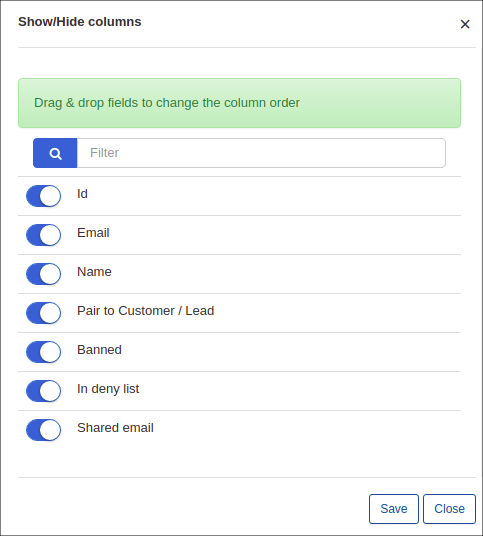 Show/Hide columns
×
Drag & drop fields to change the column order
Filter
Id
Email
Name
Pair to Customer / Lead
Banned
In deny list
Shared email
Save Close